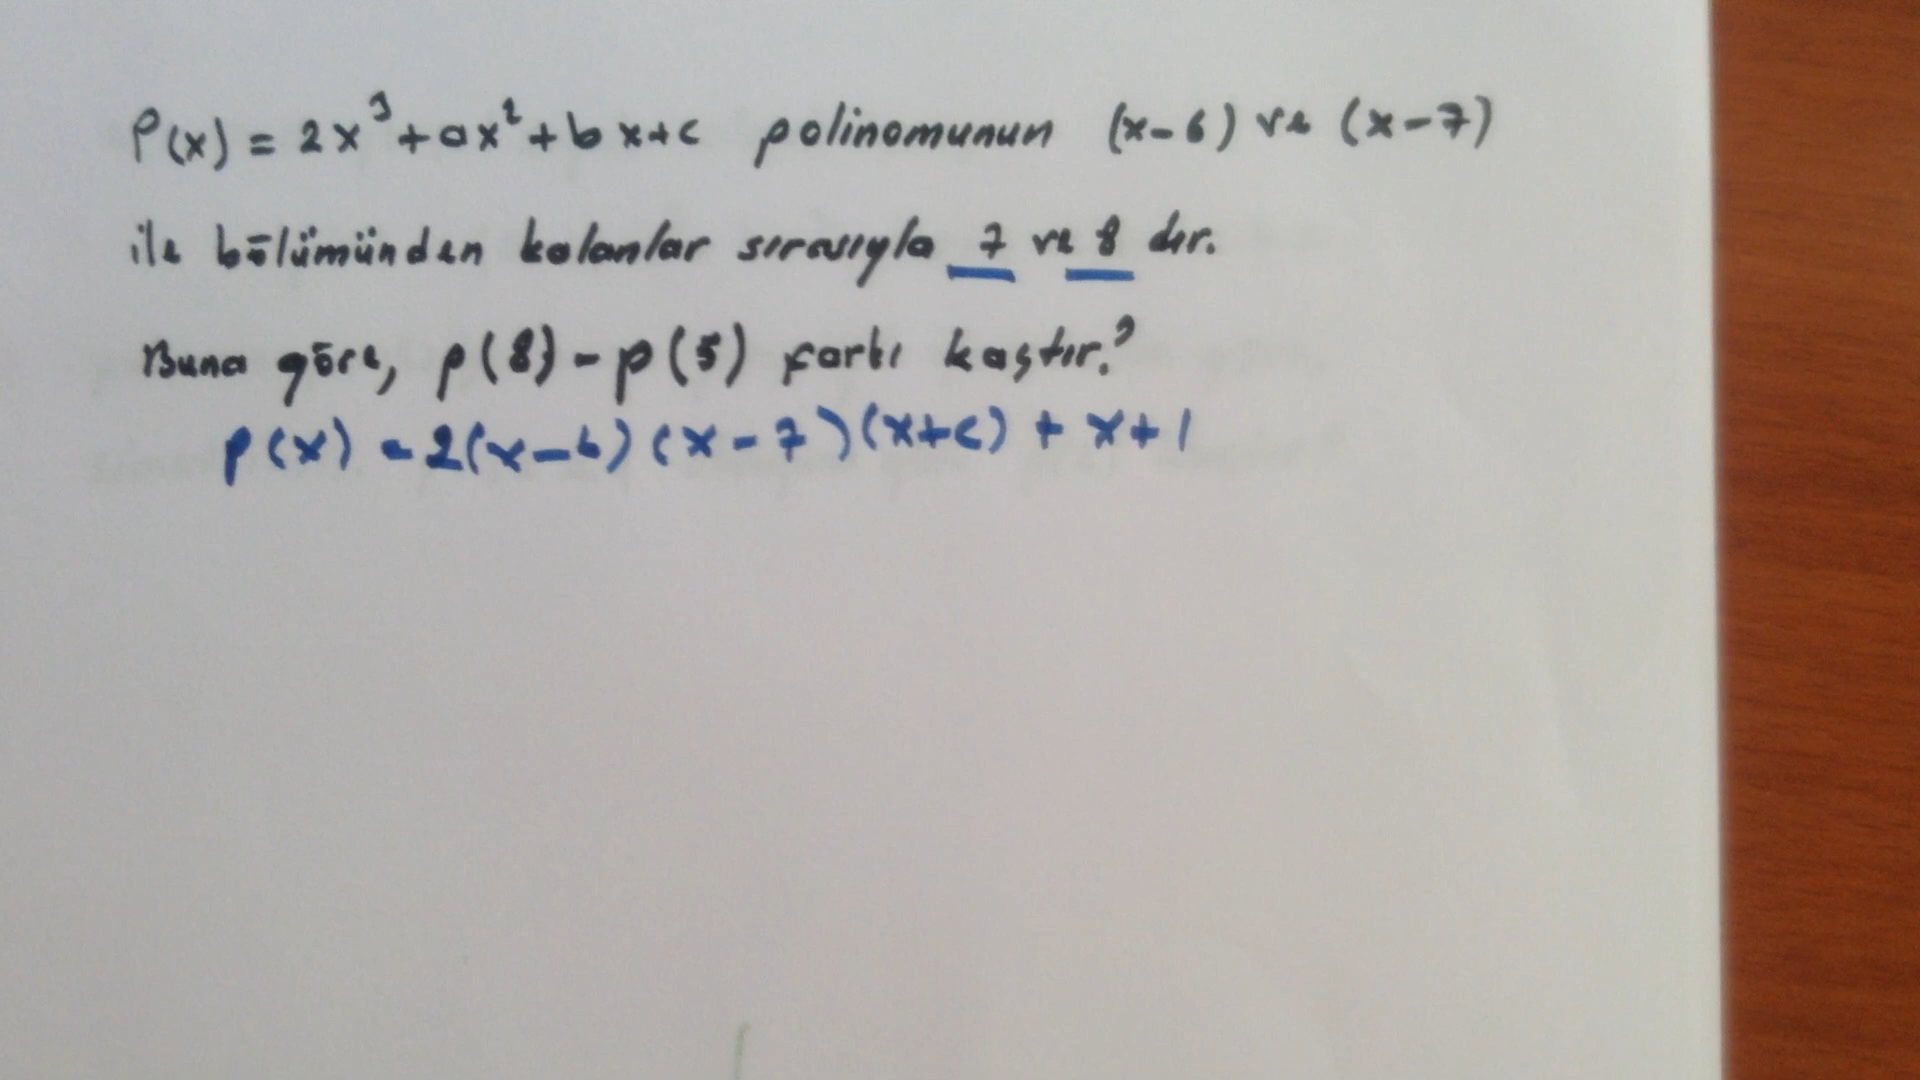 P(x) = 2x³+ax²+bx+c polinomunun (x-6) ve (x-7)
ile bölümünden kalanlar sırasıyla 7 ve 8 dır.
Buna göre, p(8)-p(5) farkı kaçtır?
p(x) = 2(x-6)(x-7)(x+c) + x+1